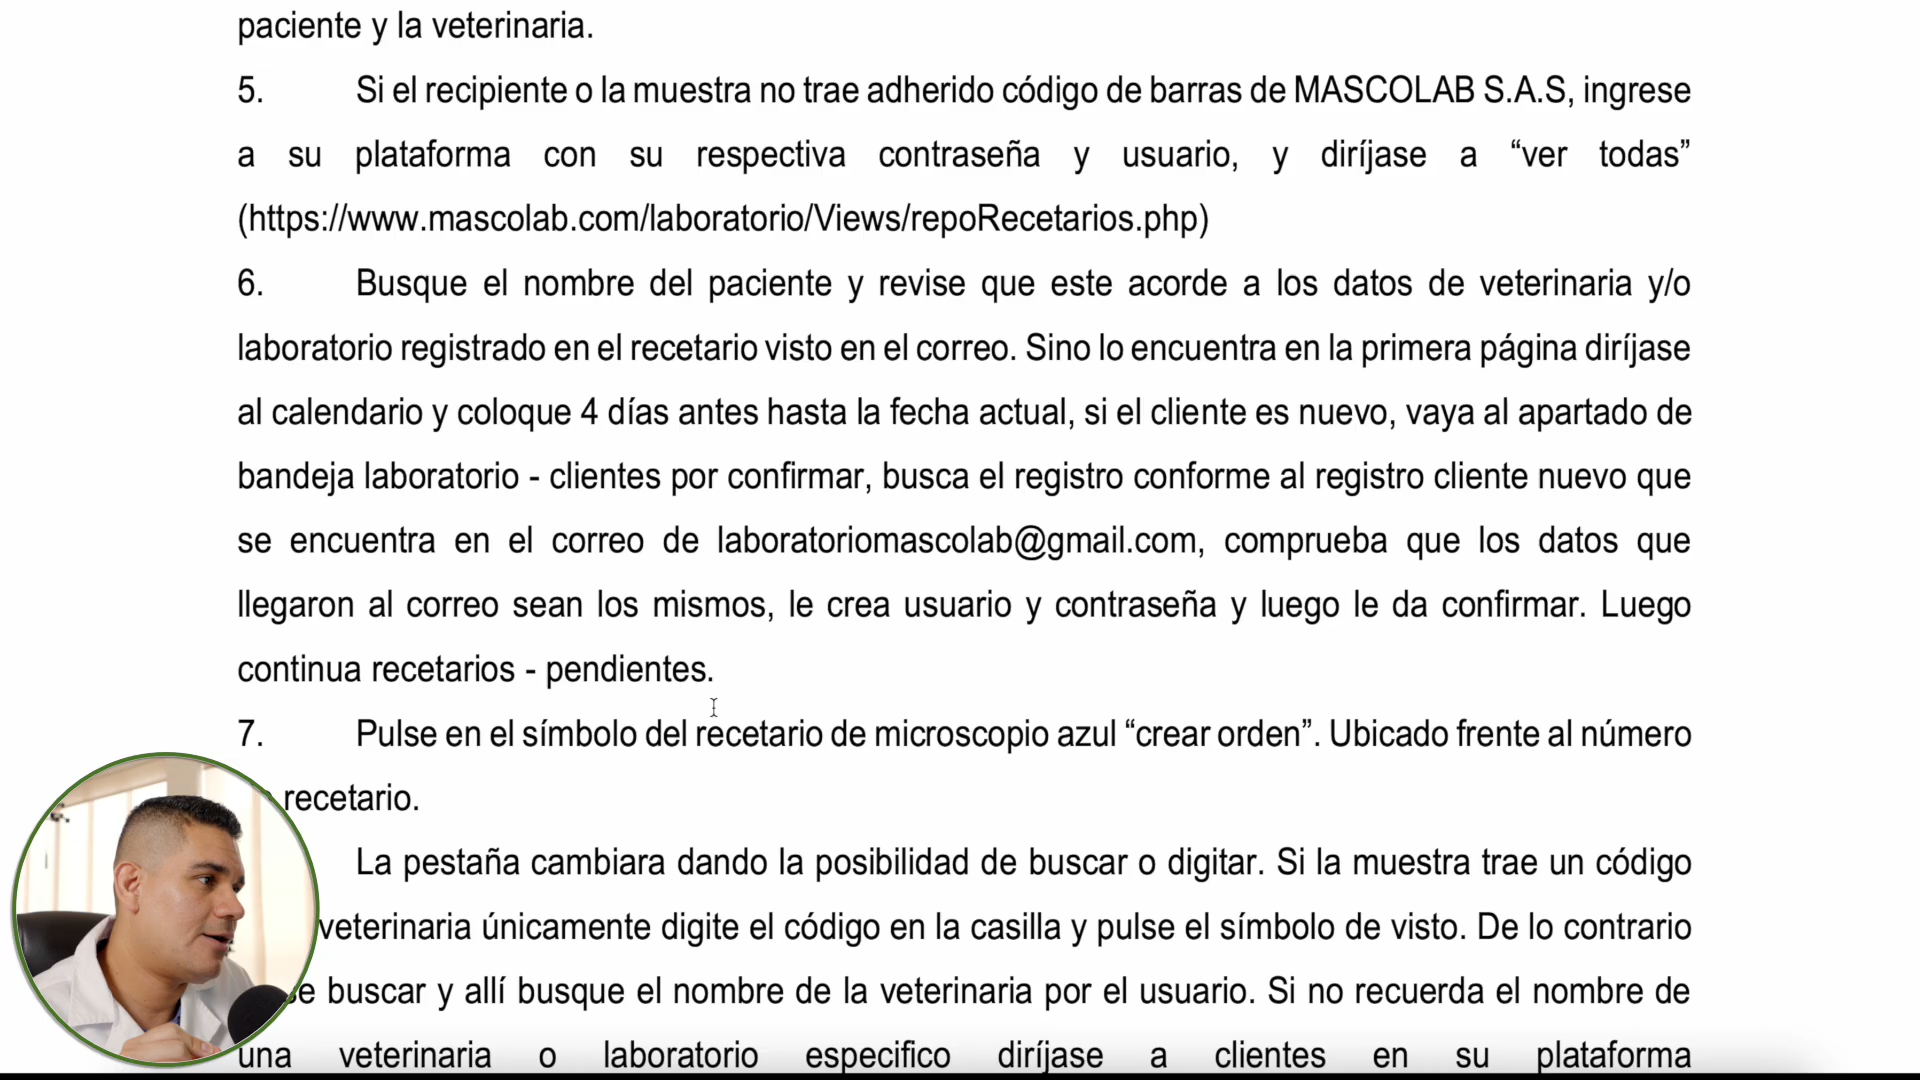 paciente y la veterinaria.
5. Si el recipiente o la muestra no trae adherido código de barras de MASCOLAB S.A.S, ingrese
a su plataforma con su respectiva contraseña y usuario, y diríjase a “ver todas”
(https://www.mascolab.com/laboratorio/Views/repoRecetarios.php)
6. Busque el nombre del paciente y revise que este acorde a los datos de veterinaria y/o
laboratorio registrado en el recetario visto en el correo. Sino lo encuentra en la primera página diríjase
al calendario y coloque 4 días antes hasta la fecha actual, si el cliente es nuevo, vaya al apartado de
bandeja laboratorio - clientes por confirmar, busca el registro conforme al registro cliente nuevo que
se encuentra en el correo de laboratoriomascolab@gmail.com, comprueba que los datos que
llegaron al correo sean los mismos, le crea usuario y contraseña y luego le da confirmar. Luego
continua recetarios - pendientes.
7. Pulse en el símbolo del recetario de microscopio azul “crear orden”. Ubicado frente al número
recetario.
La pestaña cambiara dando la posibilidad de buscar o digitar. Si la muestra trae un código
veterinaria únicamente digite el código en la casilla y pulse el símbolo de visto. De lo contrario
buscar y allí busque el nombre de la veterinaria por el usuario. Si no recuerda el nombre de
una veterinaria o laboratorio especifico diríjase a clientes en su plataforma